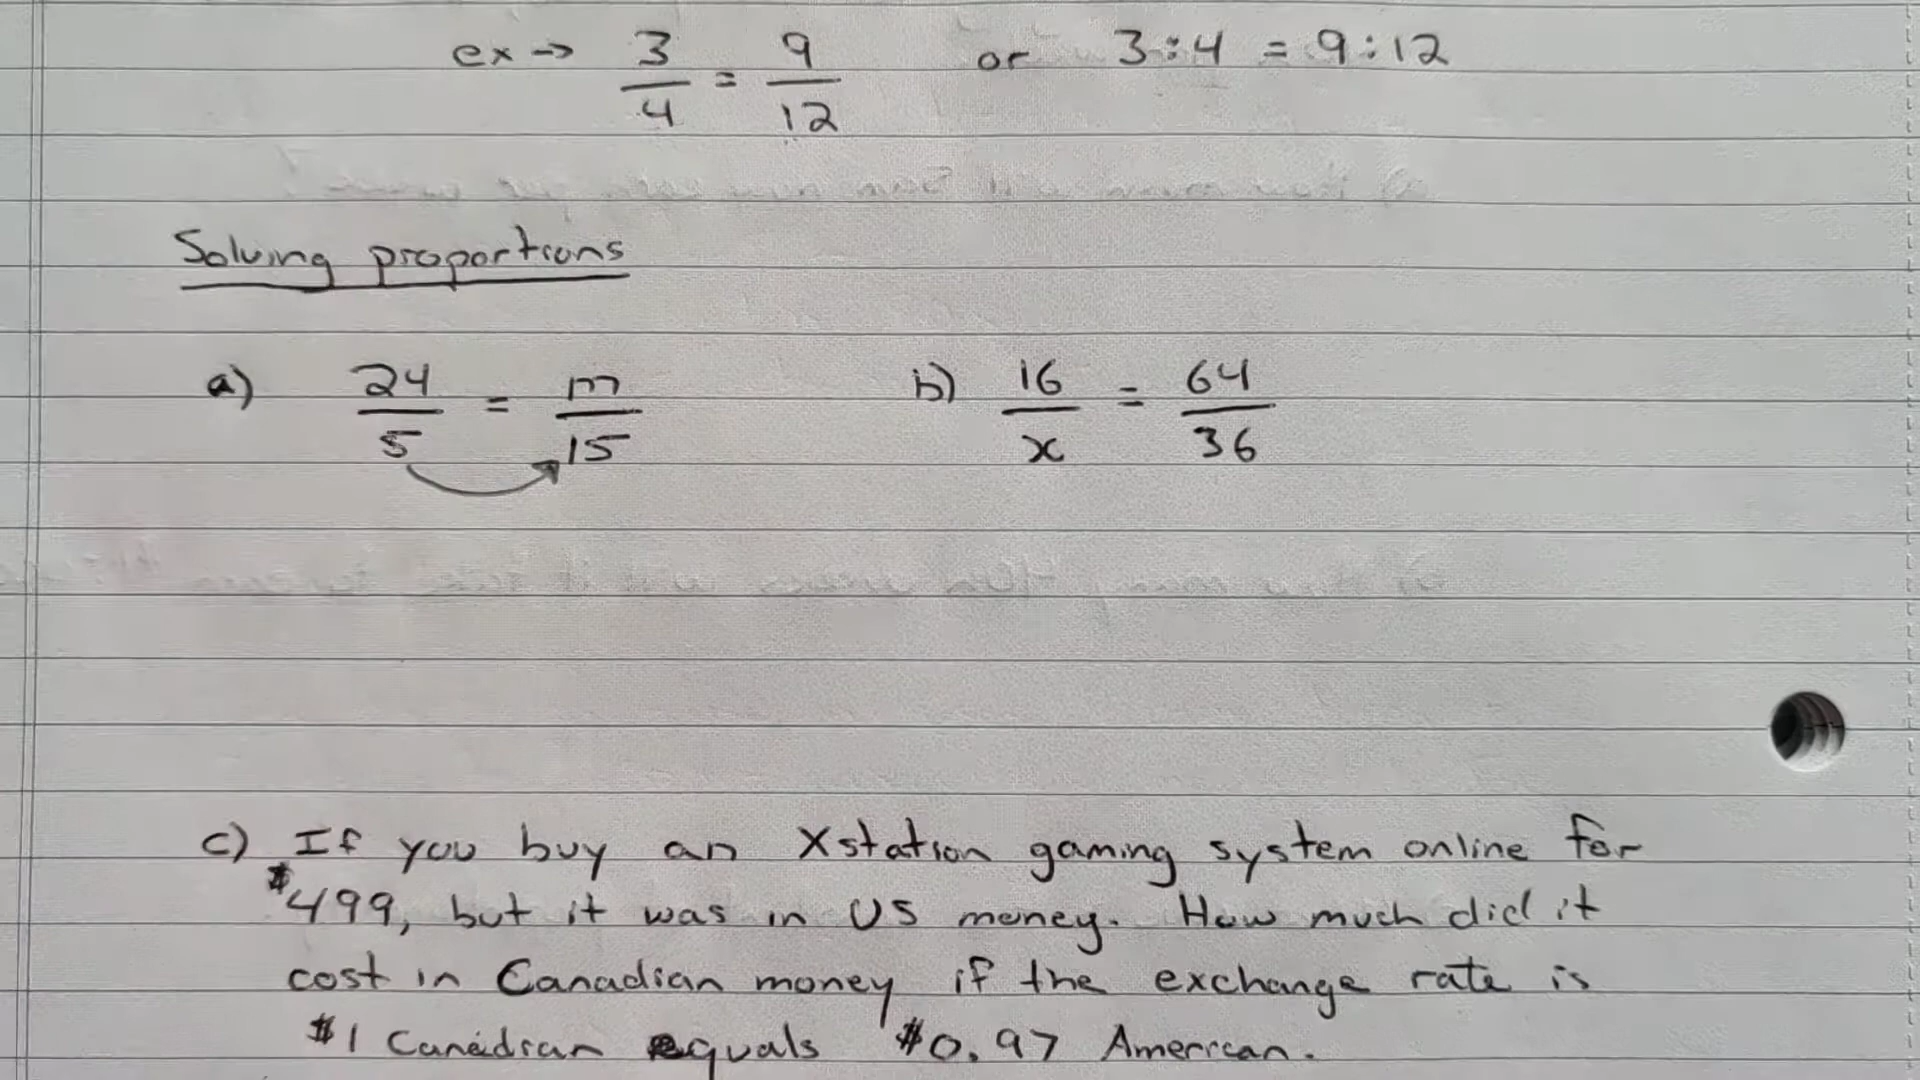 ex → 3/4 = 9/12 or 3:4 = 9:12
Solving proportions
a) 24/5 = m/15 b) 16/x = 64/36
c) If you buy an Xstation gaming system online for
$499, but it was in US money. How much did it
cost in Canadian money if the exchange rate is
$1 Canadian equals $0.97 American.